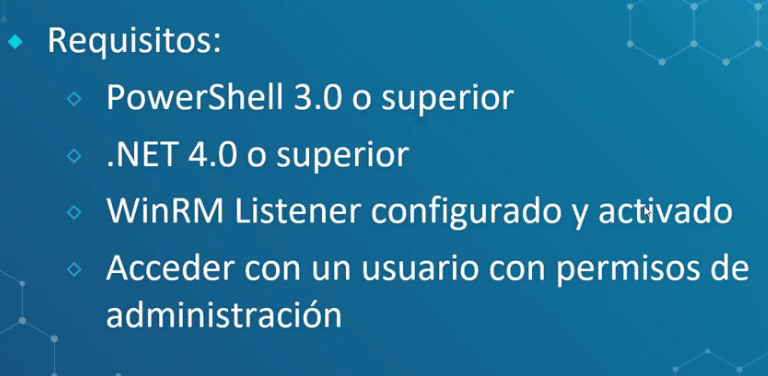 Requisitos:
PowerShell 3.0 o superior
.NET 4.0 o superior
WinRM Listener configurado y activado
Acceder con un usuario con permisos de
administración